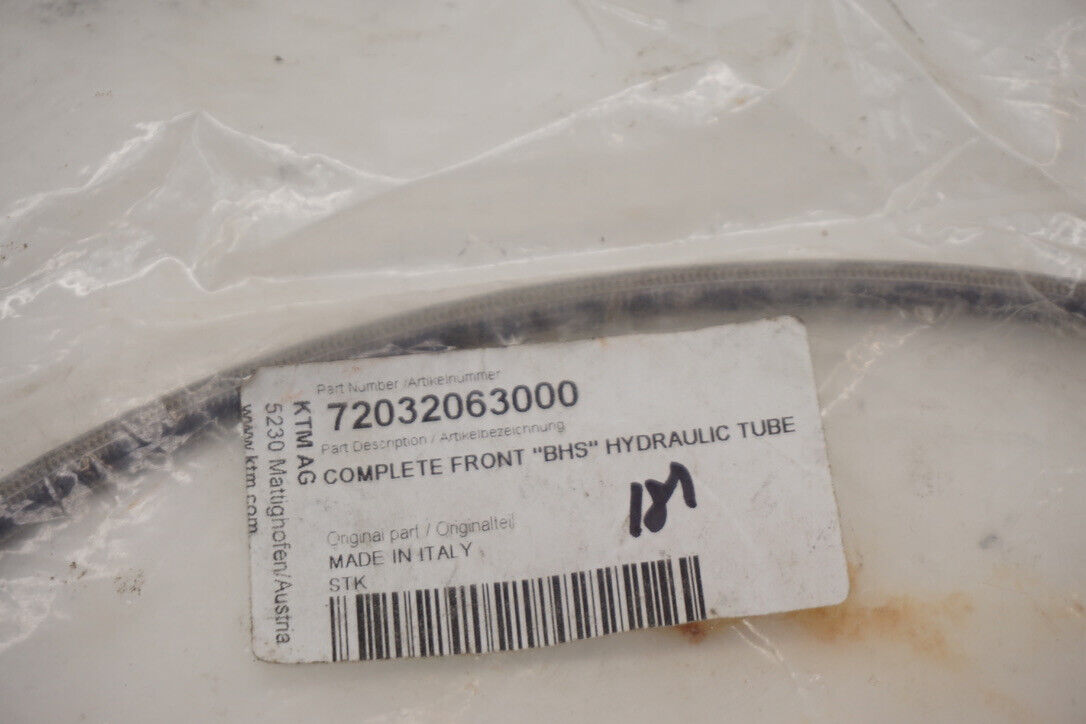 KTM AG
5230 Mattighofen/Austria
www.ktm.com
Part Number /Artikelnummer
72032063000
Part Description / Artikelbezeichnung
COMPLETE FRONT "BHS" HYDRAULIC TUBE
Original part / Originalteil
MADE IN ITALY
STK